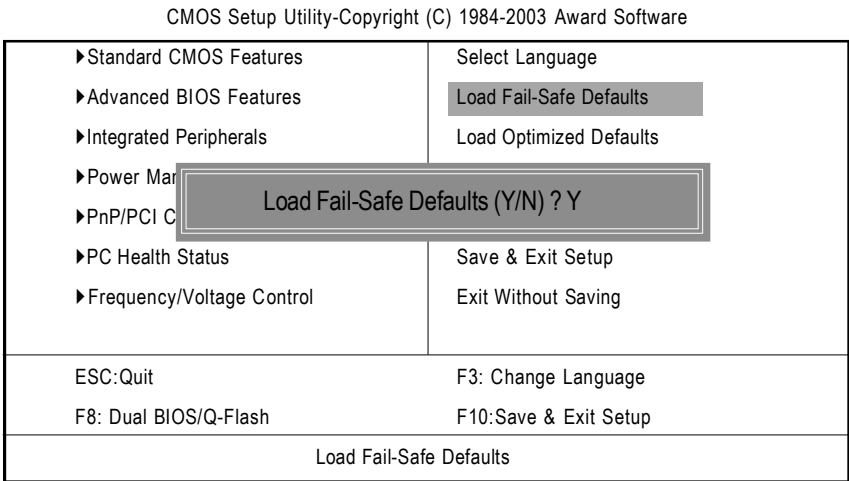 CMOS Setup Utility-Copyright (C) 1984-2003 Award Software
▶Standard CMOS Features
▶Advanced BIOS Features
▶Integrated Peripherals
▶Power Mar
▶PnP/PCI C
▶PC Health Status
▶Frequency/Voltage Control
Select Language
Load Fail-Safe Defaults
Load Optimized Defaults
Save & Exit Setup
Exit Without Saving
Load Fail-Safe Defaults (Y/N) ? Y
ESC:Quit
F3: Change Language
F8: Dual BIOS/Q-Flash
F10:Save & Exit Setup
Load Fail-Safe Defaults